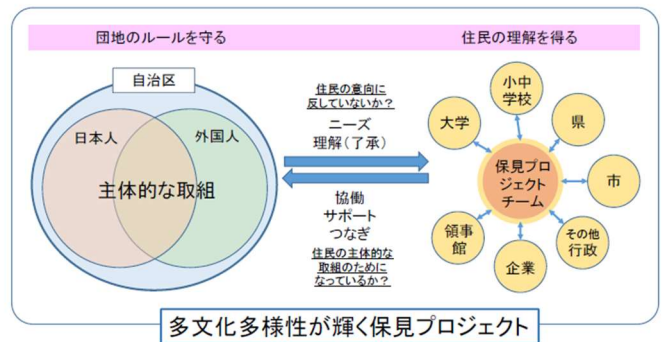 団地のルールを守る
住民の理解を得る
自治区
日本人
外国人
主体的な取組
住民の意向に
反していないか?
ニーズ
理解(了承)
協働
サポート
つなぎ
住民の主体的な
取組のために
なっているか?
小中
学校
大学
県
保見プロ
ジェクト
チーム
市
領事
館
企業
その他
行政
多文化多様性が輝く保見プロジェクト